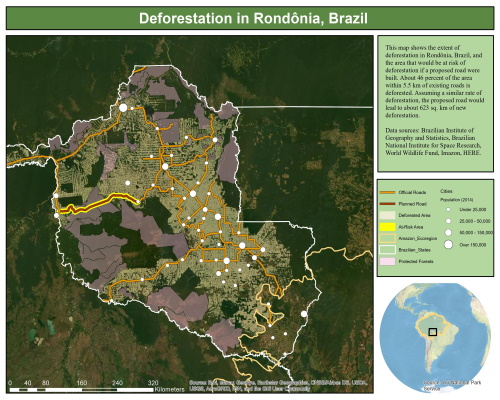 Deforestation in Rondônia, Brazil
This map shows the extent of
deforestation in Rondônia, Brazil, and
the area that would be at risk of
deforestation if a proposed road were
built. About 46 percent of the area
within 5.5 km of existing roads is
deforested. Assuming a similar rate of
deforestation, the proposed road would
lead to about 623 sq. km of new
deforestation.
Data sources: Brazilian Institute of
Geography and Statistics, Brazilian
National Institute for Space Research,
World Wildlife Fund, Imazon, HERE.
Official Roads
Planned Road
Deforested Area
At-Risk Area
Amazon_Ecoregion
Brazilian_States
Protected Forests
Cities
Population (2014)
Under 25,000
25,000 - 50,000
50,000 - 150,000
Over 150,000
0 40 80 160 240 320
Kilometers
Source: Esri, Maxar, GeoEye, Earthstar Geographics, CNES/Airbus DS, USDA,
USGS, AeroGRID, IGN, and the GIS User Community
Source: US National Park
Service